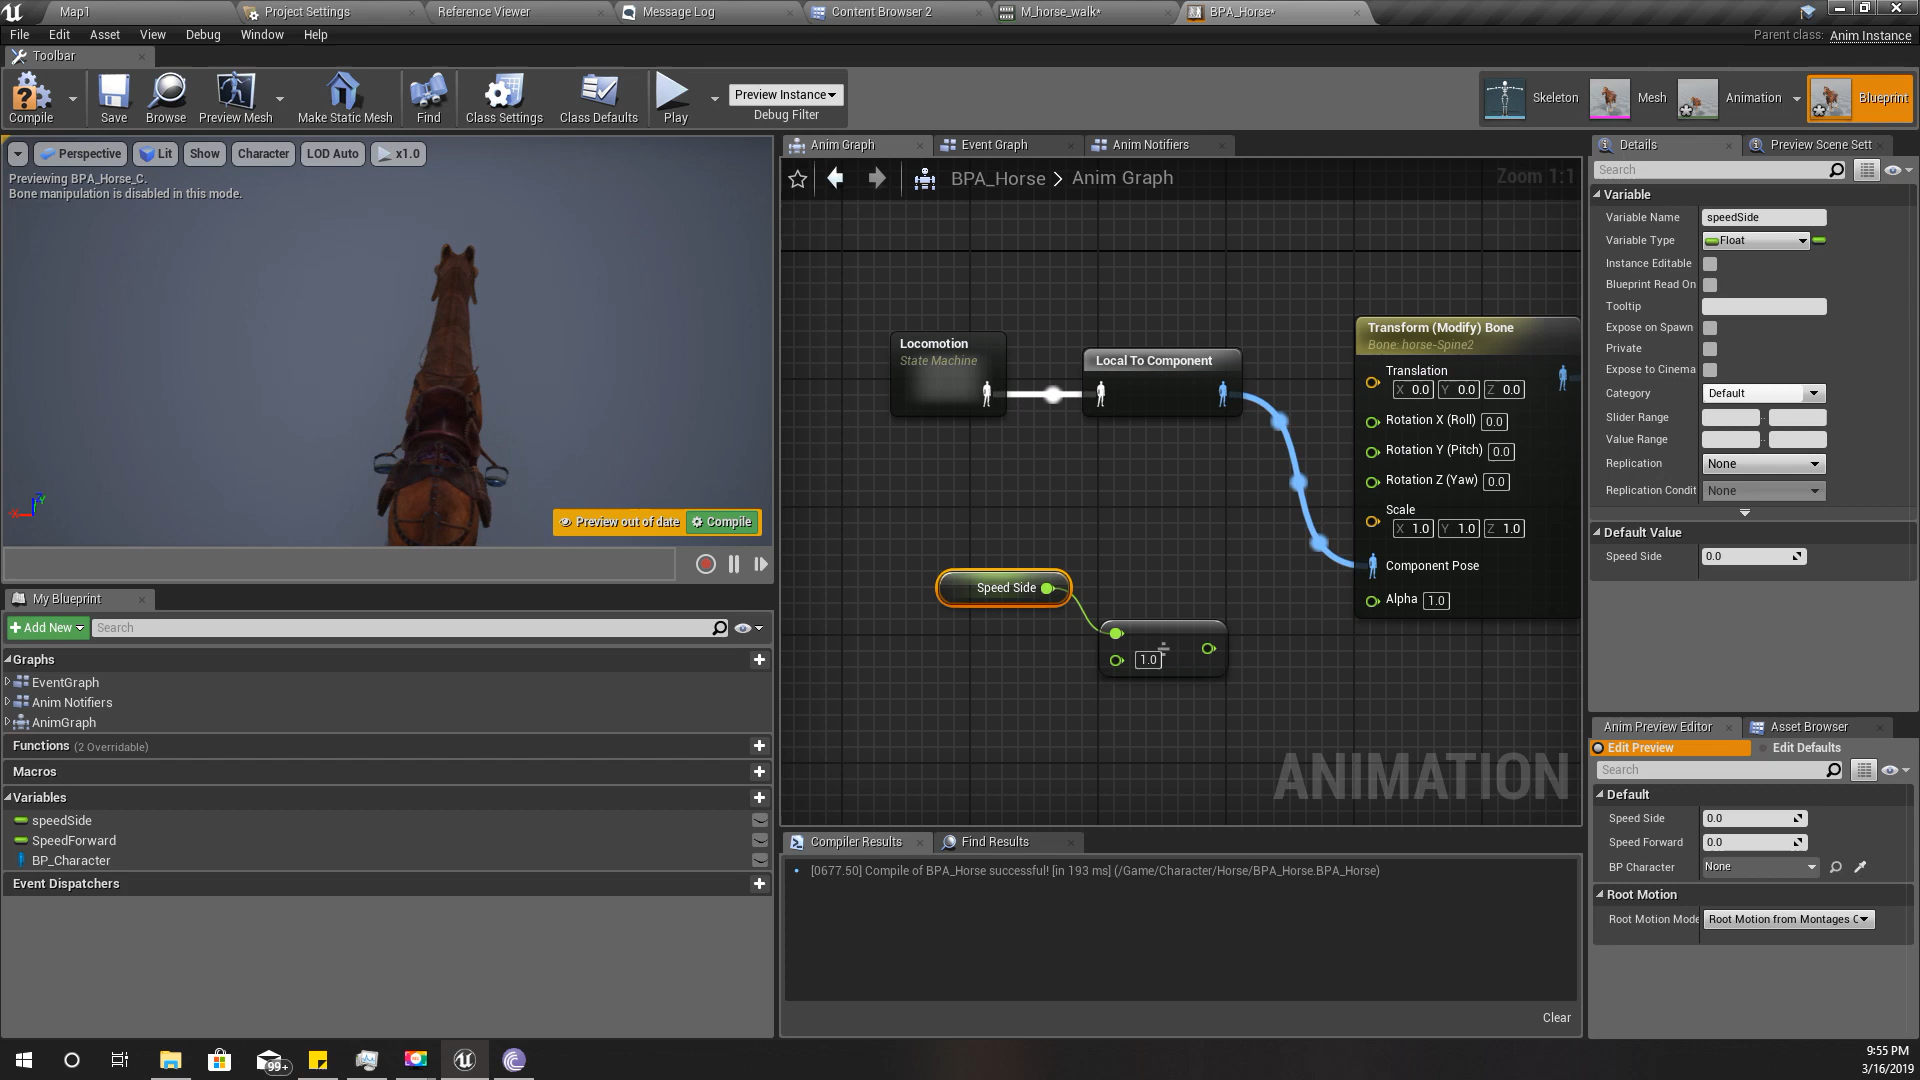 Map1
Project Settings
Reference Viewer
Message Log
Content Browser 2
M_horse_walk*
BPA_Horse*
File
Edit
Asset
View
Debug
Window
Help
Parent class:
Anim Instance
Toolbar
Compile
Save
Browse
Preview Mesh
Make Static Mesh
Find
Class Settings
Class Defaults
Play
Preview Instance
Debug Filter
Skeleton
Mesh
Animation
Blueprint
Perspective
Lit
Show
Character
LOD Auto
x1.0
Previewing BPA_Horse_C.
Bone manipulation is disabled in this mode.
Preview out of date
Compile
My Blueprint
Add New
Search
Graphs
EventGraph
Anim Notifiers
AnimGraph
Functions (2 Overridable)
Macros
Variables
speedSide
SpeedForward
BP_Character
Event Dispatchers
Anim Graph
Event Graph
Anim Notifiers
BPA_Horse > Anim Graph
Zoom 1:1
Locomotion
State Machine
Local To Component
Transform (Modify) Bone
Bone: horse-Spine2
Translation
X 0.0 Y 0.0 Z 0.0
Rotation X (Roll) 0.0
Rotation Y (Pitch) 0.0
Rotation Z (Yaw) 0.0
Scale
X 1.0 Y 1.0 Z 1.0
Component Pose
Alpha 1.0
Speed Side
÷
1.0
ANIMATION
Compiler Results
Find Results
[0677.50] Compile of BPA_Horse successful! [in 193 ms] (/Game/Character/Horse/BPA_Horse.BPA_Horse)
Clear
Details
Preview Scene Sett
Search
Variable
Variable Name speedSide
Variable Type Float
Instance Editable
Blueprint Read On
Tooltip
Expose on Spawn
Private
Expose to Cinema
Category Default
Slider Range
Value Range
Replication None
Replication Condit None
Default Value
Speed Side 0.0
Anim Preview Editor
Asset Browser
Edit Preview
Edit Defaults
Search
Default
Speed Side 0.0
Speed Forward 0.0
BP Character None
Root Motion
Root Motion Mode Root Motion from Montages O
99+
9:55 PM
3/16/2019